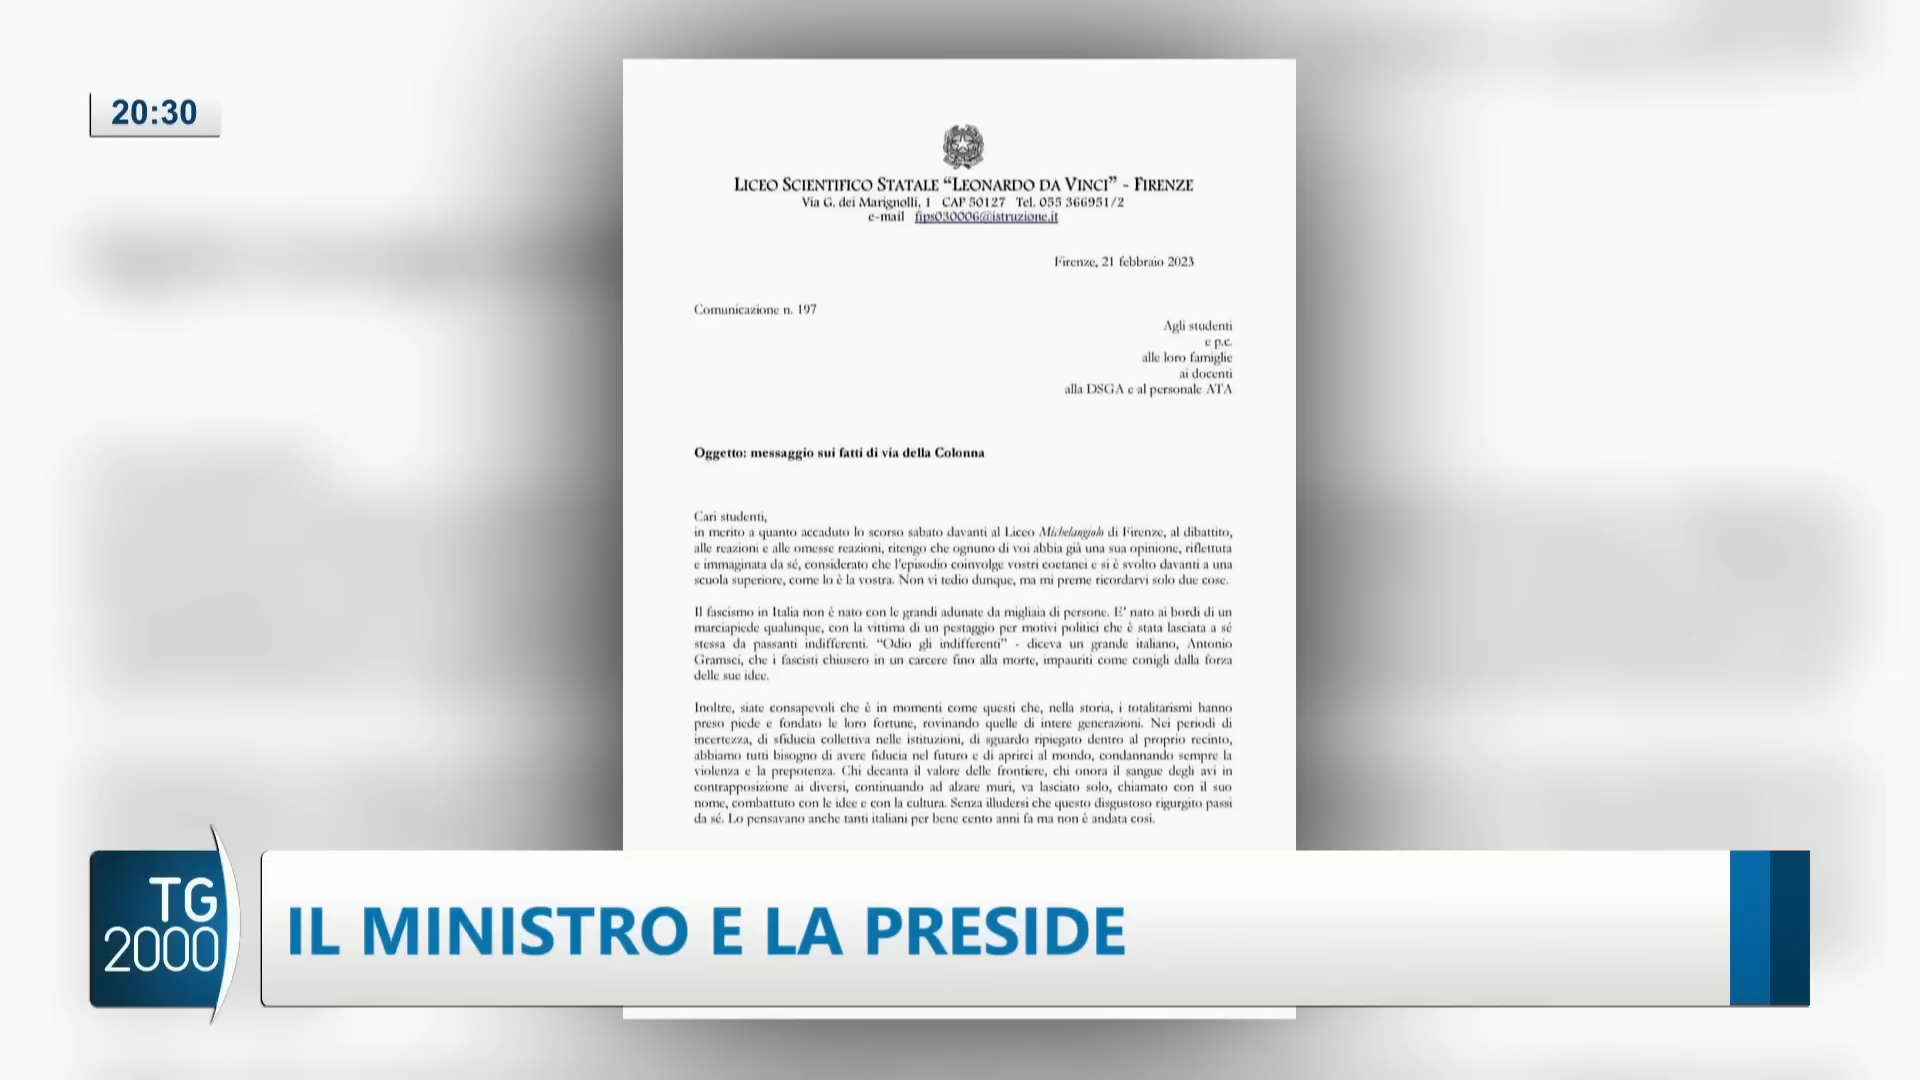 20:30
LICEO SCIENTIFICO STATALE “LEONARDO DA VINCI” - FIRENZE
Via G. dei Marignolli, 1 CAP 50127 Tel. 055 366951/2
e-mail fips030006@istruzione.it
Firenze, 21 febbraio 2023
Comunicazione n. 197
Agli studenti
e p.c.
alle loro famiglie
ai docenti
alla DSGA e al personale ATA
Oggetto: messaggio sui fatti di via della Colonna
Cari studenti,
in merito a quanto accaduto lo scorso sabato davanti al Liceo Michelangiolo di Firenze, al dibattito,
alle reazioni e alle omesse reazioni, ritengo che ognuno di voi abbia già una sua opinione, riflettuta
e immaginata da sé, considerato che l'episodio coinvolge vostri coetanei e si è svolto davanti a una
scuola superiore, come lo è la vostra. Non vi tedio dunque, ma mi preme ricordarvi solo due cose.
Il fascismo in Italia non è nato con le grandi adunate da migliaia di persone. E' nato ai bordi di un
marciapiede qualunque, con la vittima di un pestaggio per motivi politici che è stata lasciata a sé
stessa da passanti indifferenti. “Odio gli indifferenti” - diceva un grande italiano, Antonio
Gramsci, che i fascisti chiusero in un carcere fino alla morte, impauriti come conigli dalla forza
delle sue idee.
Inoltre, siate consapevoli che è in momenti come questi che, nella storia, i totalitarismi hanno
preso piede e fondato le loro fortune, rovinando quelle di intere generazioni. Nei periodi di
incertezza, di sfiducia collettiva nelle istituzioni, di sguardo ripiegato dentro al proprio recinto,
abbiamo tutti bisogno di avere fiducia nel futuro e di aprirci al mondo, condannando sempre la
violenza e la prepotenza. Chi decanta il valore delle frontiere, chi onora il sangue degli avi in
contrapposizione ai diversi, continuando ad alzare muri, va lasciato solo, chiamato con il suo
nome, combattuto con le idee e con la cultura. Senza illudersi che questo disgustoso rigurgito passi
da sé. Lo pensavano anche tanti italiani per bene cento anni fa ma non è andata così.
TG
2000
IL MINISTRO E LA PRESIDE